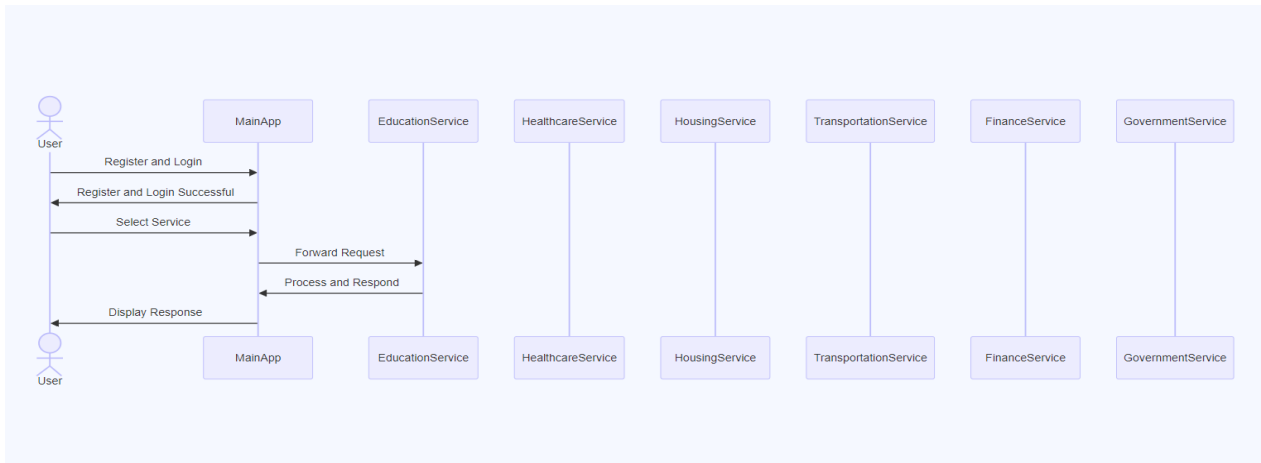 MainApp
EducationService
HealthcareService
HousingService
TransportationService
FinanceService
GovernmentService
User
Register and Login
Register and Login Successful
Select Service
Forward Request
Process and Respond
Display Response
User
MainApp
EducationService
HealthcareService
HousingService
TransportationService
FinanceService
GovernmentService